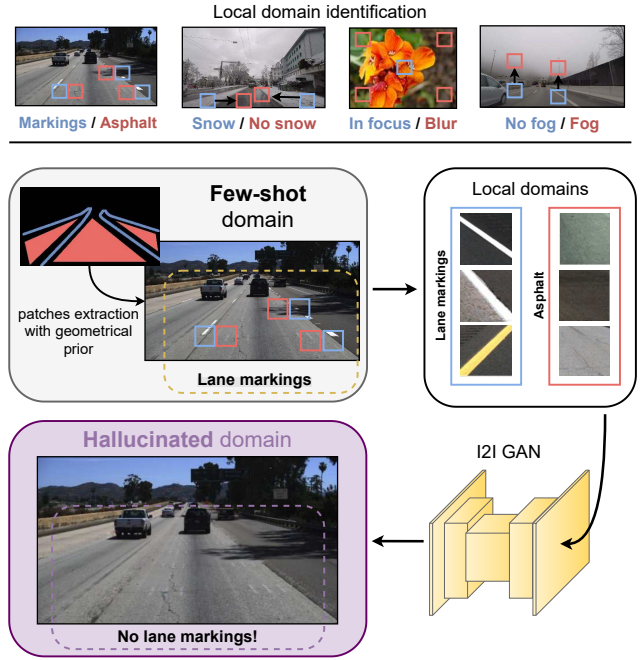 Local domain identification
Markings / Asphalt
Snow / No snow
In focus / Blur
No fog / Fog
Few-shot
domain
patches extraction
with geometrical
prior
Lane markings
Local domains
Lane markings
Asphalt
Hallucinated domain
No lane markings!
I2I GAN